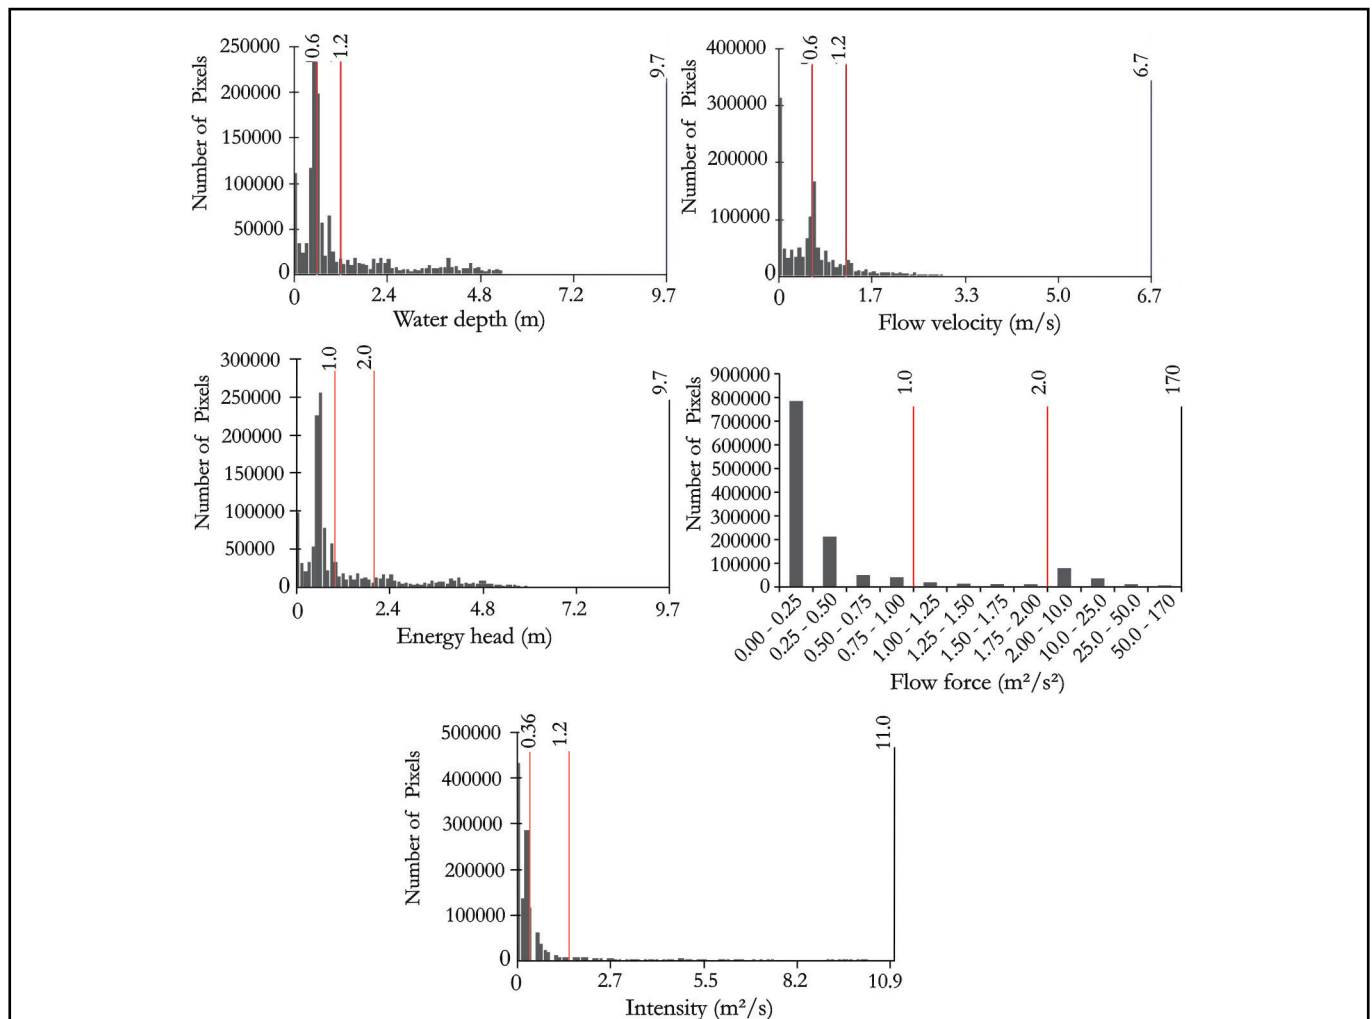 0.6 1.2 9.7
250000
200000
150000
100000
50000
0
Number of Pixels
0 2.4 4.8 7.2 9.7
Water depth (m)
0.6 1.2 6.7
400000
300000
200000
100000
0
Number of Pixels
0 1.7 3.3 5.0 6.7
Flow velocity (m/s)
1.0 2.0 9.7
300000
250000
200000
150000
100000
50000
0
Number of Pixels
0 2.4 4.8 7.2 9.7
Energy head (m)
1.0 2.0 170
900000
800000
700000
600000
500000
400000
300000
200000
100000
0
Number of Pixels
0.00 - 0.25
0.25 - 0.50
0.50 - 0.75
0.75 - 1.00
1.00 - 1.25
1.25 - 1.50
1.50 - 1.75
1.75 - 2.00
2.00 - 10.0
10.0 - 25.0
25.0 - 50.0
50.0 - 170
Flow force (m²/s²)
0.36 1.2 11.0
500000
400000
300000
200000
100000
0
Number of Pixels
0 2.7 5.5 8.2 10.9
Intensity (m²/s)